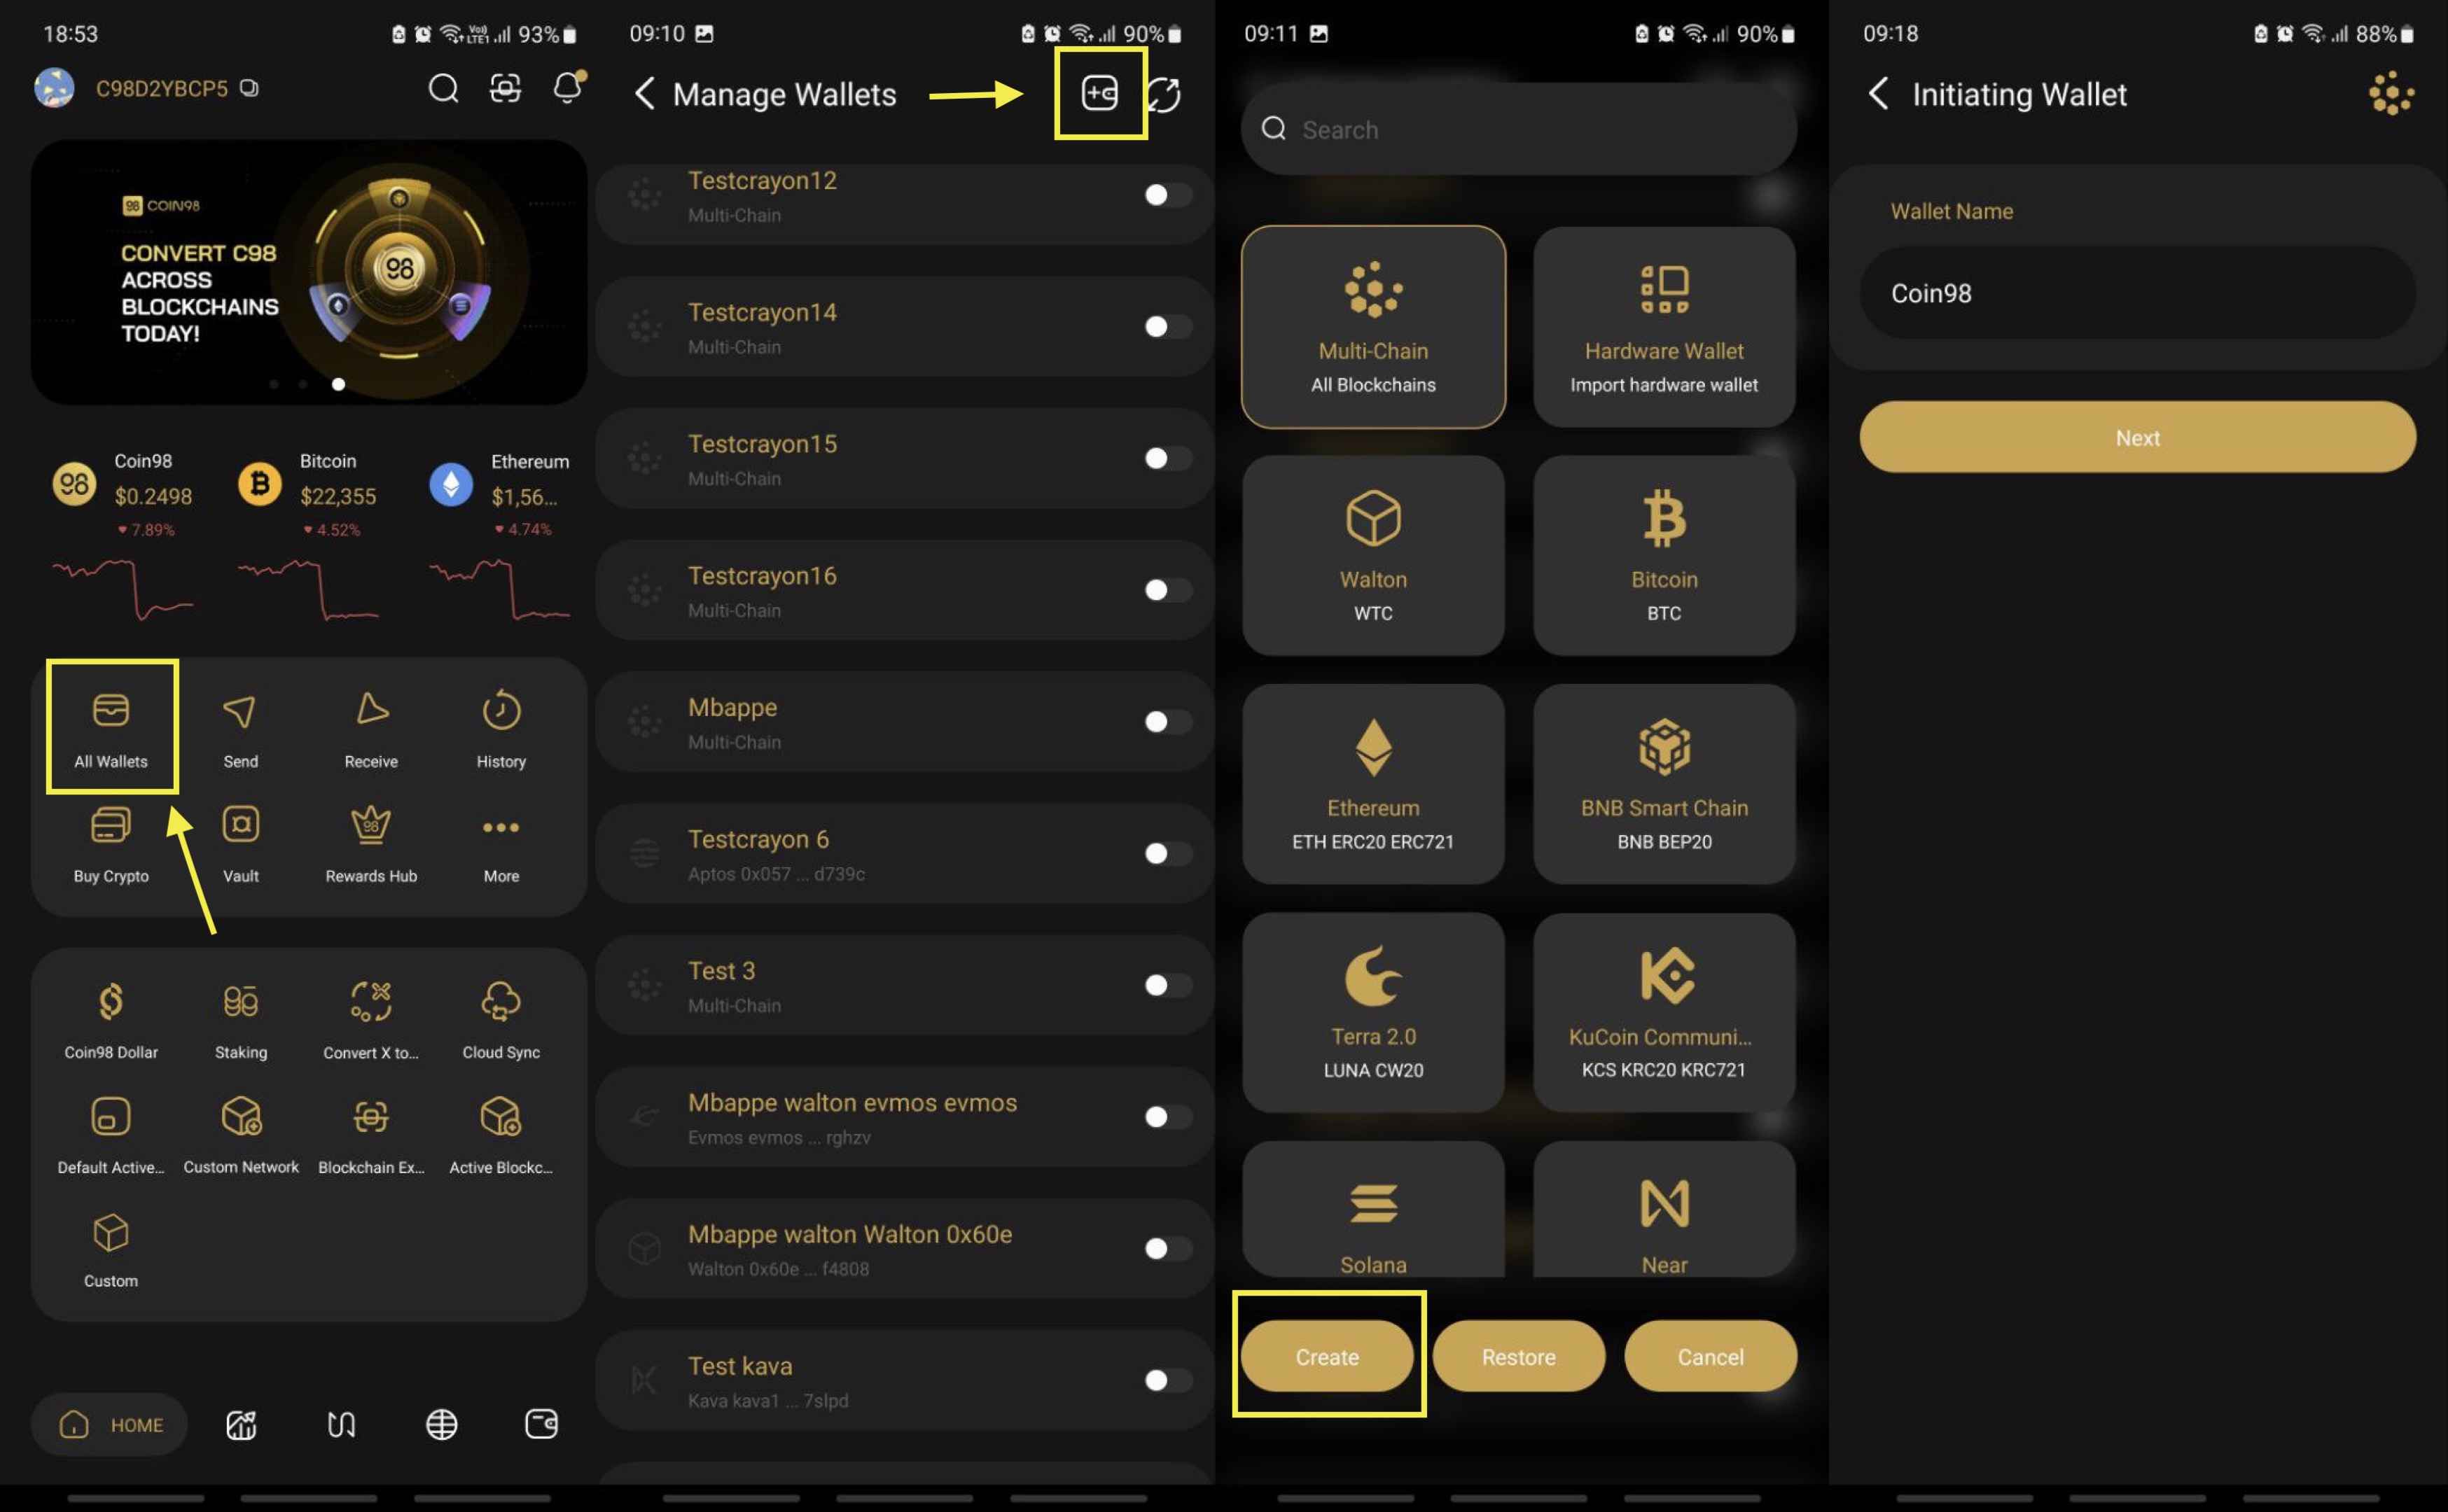 18:53
Vo))
LTE1
93%
C98D2YBCP5
98 COIN98
CONVERT C98
ACROSS
BLOCKCHAINS
TODAY!
98
98
Coin98
$0.2498
7.89%
Bitcoin
$22,355
4.52%
Ethereum
$1,56...
4.74%
All Wallets
Send
Receive
History
98
Buy Crypto
Vault
Rewards Hub
More
Coin98 Dollar
Staking
Convert X to...
Cloud Sync
Default Active...
Custom Network
Blockchain Ex...
Active Blockc...
Custom
HOME
09:10
90%
Manage Wallets
Testcrayon12
Multi-Chain
Testcrayon14
Multi-Chain
Testcrayon15
Multi-Chain
Testcrayon16
Multi-Chain
Mbappe
Multi-Chain
Testcrayon 6
Aptos 0x057 ... d739c
Test 3
Multi-Chain
Mbappe walton evmos evmos
Evmos evmos ... rghzv
Mbappe walton Walton 0x60e
Walton 0x60e ... f4808
Test kava
Kava kava1 ... 7slpd
09:11
90%
Search
Multi-Chain
All Blockchains
Hardware Wallet
Import hardware wallet
Walton
WTC
Bitcoin
BTC
Ethereum
ETH ERC20 ERC721
BNB Smart Chain
BNB BEP20
Terra 2.0
LUNA CW20
KuCoin Communi...
KCS KRC20 KRC721
Solana
Near
Create
Restore
Cancel
09:18
88%
Initiating Wallet
Wallet Name
Coin98
Next